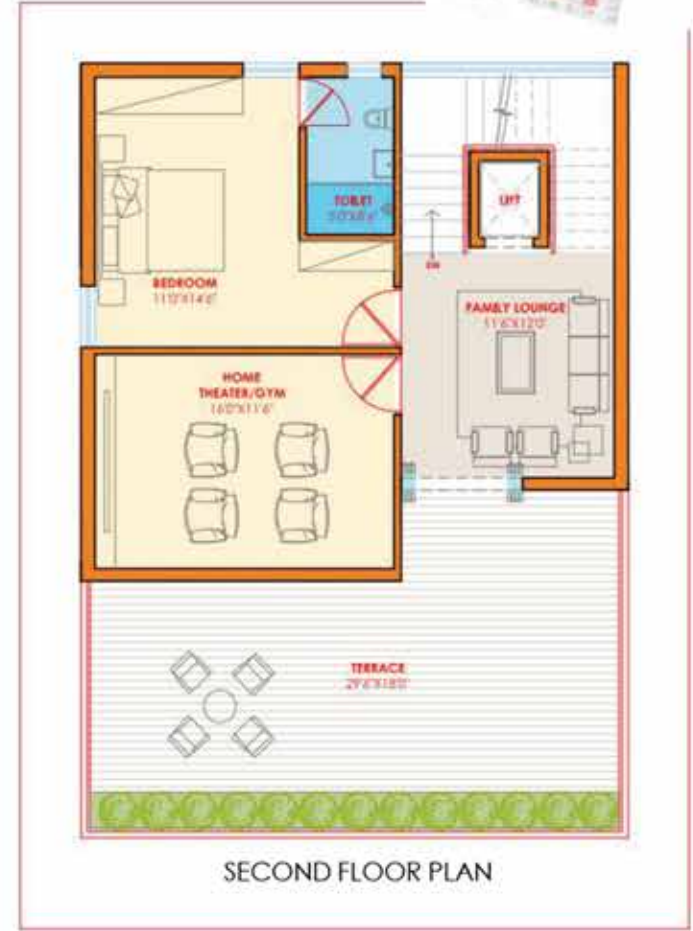 TOILET
LIFT
BEDROOM
11'0"X14'6"
FAMILY LOUNGE
11'6"X12'0"
HOME
THEATER/GYM
16'0"X11'6"
TERRACE
29'6"X18'0"
SECOND FLOOR PLAN